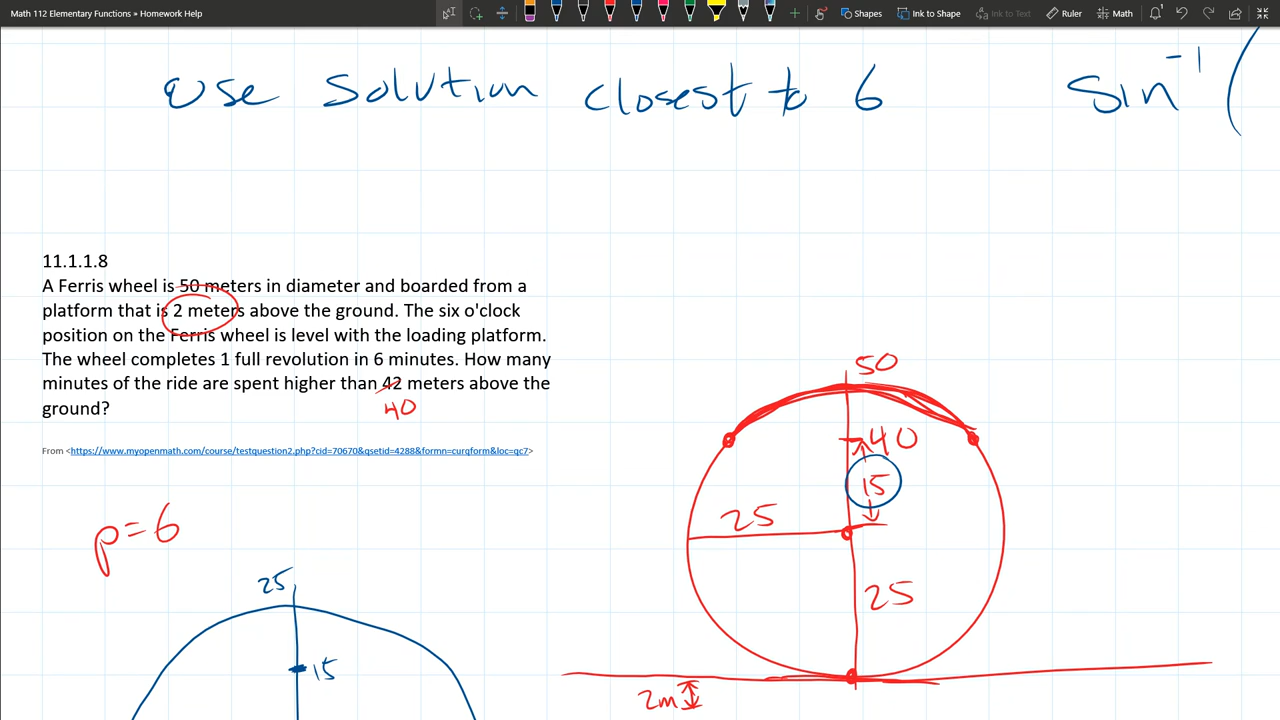 Math 112 Elementary Functions » Homework Help
Shapes
Ink to Shape
Ink to Text
Ruler
Math
use solution closest to 6
sin⁻¹(
11.1.1.8
A Ferris wheel is 50 meters in diameter and boarded from a
platform that is 2 meters above the ground. The six o'clock
position on the Ferris wheel is level with the loading platform.
The wheel completes 1 full revolution in 6 minutes. How many
minutes of the ride are spent higher than 42 meters above the
ground?
40
From <https://www.myopenmath.com/course/testquestion2.php?cid=70670&qsetid=4288&formn=curqform&loc=qc7>
p=6
25
15
50
40
15
25
25
2m